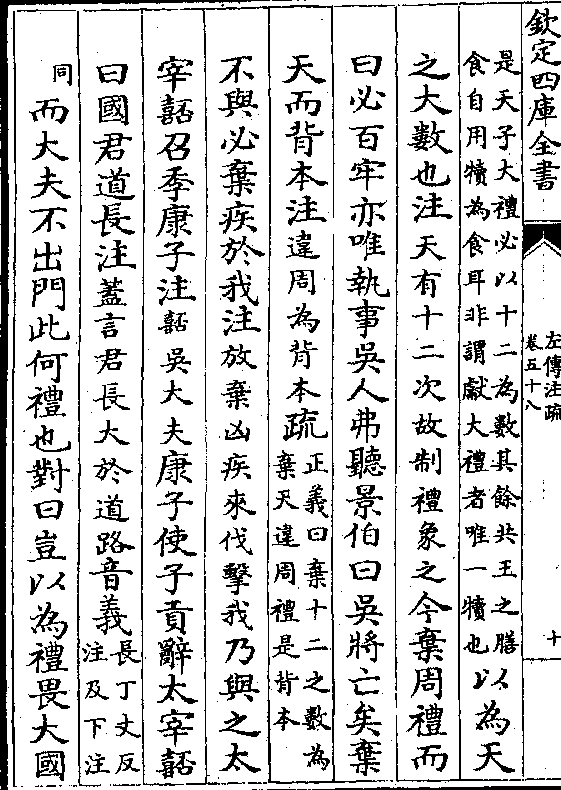 欽定四庫全書
左傳注疏
卷五十八
十
是天子大禮必以十二為數其餘共王之膳
食自用犢為食耳非謂獻大禮者唯一犢也
以為天
之大數也注天有十二次故制禮象之今棄周禮而
曰必百牢亦唯執事吳人弗聽景伯曰吳將亡矣棄
天而背本注違周為背本疏
正義曰棄十二之數為
棄天違周禮是背本
不與必棄疾於我注放棄凶疾來伐擊我乃與之太
宰嚭召季康子注嚭吳大夫康子使子貢辭太宰嚭
曰國君道長注蓋言君長大於道路音義
長丁丈反
注及下注
同
而大夫不出門此何禮也對曰豈以為禮畏大國